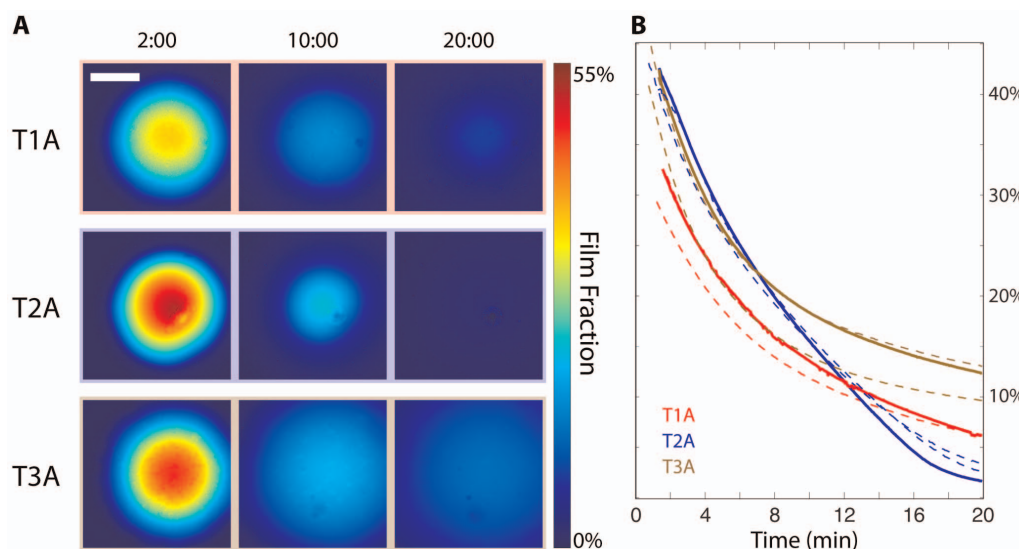 A
2:00 10:00 20:00
T1A
T2A
T3A
55%
Film Fraction
0%
B
40%
30%
20%
10%
T1A
T2A
T3A
0 4 8 12 16 20
Time (min)